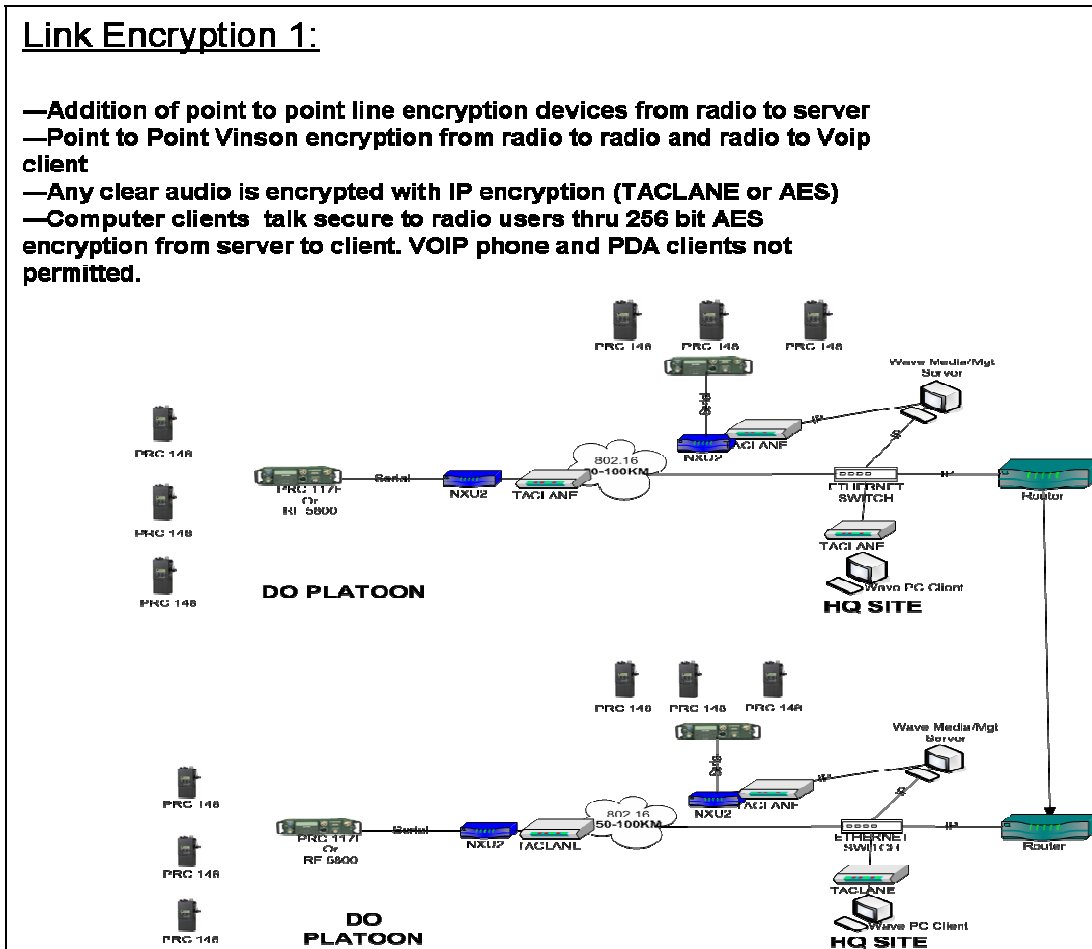 Link Encryption 1:
—Addition of point to point line encryption devices from radio to server
—Point to Point Vinson encryption from radio to radio and radio to Voip
client
—Any clear audio is encrypted with IP encryption (TACLANE or AES)
—Computer clients talk secure to radio users thru 256 bit AES
encryption from server to client. VOIP phone and PDA clients not
permitted.
PRC 148
PRC 148
PRC 148
Wave Media/Mgt
Server
PRC 148
Serial
IP
TACLANE
NXU2
IP
802.16
PRC 117F
Or
RF 5800
Serial
NXU2
TACLANE
ETHERNET
SWITCH
IP
Router
PRC 148
TACLANE
PRC 148
DO PLATOON
Wave PC Client
HQ SITE
PRC 148
PRC 148
PRC 148
Wave Media/Mgt
Server
Serial
IP
PRC 148
TACLANE
NXU2
IP
802.16
50-100KM
PRC 117F
Or
RF 5800
Serial
NXU2
TACLANE
ETHERNET
SWITCH
IP
Router
PRC 148
TACLANE
PRC 148
DO
PLATOON
Wave PC Client
HQ SITE